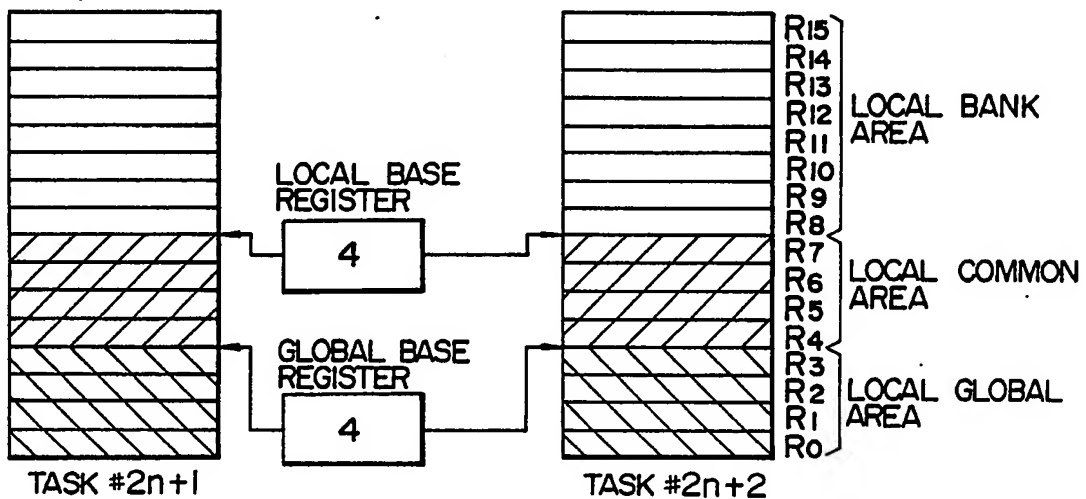 R15
R14
R13
R12
R11
R10
R9
R8
LOCAL BANK
AREA
LOCAL BASE
REGISTER
4
R7
R6
R5
R4
LOCAL COMMON
AREA
GLOBAL BASE
REGISTER
4
R3
R2
R1
R0
LOCAL GLOBAL
AREA
TASK #2n+1
TASK #2n+2